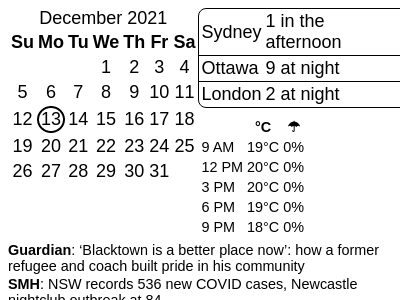 December 2021
Su Mo Tu We Th Fr Sa
1 2 3 4
5 6 7 8 9 10 11
12 13 14 15 16 17 18
19 20 21 22 23 24 25
26 27 28 29 30 31
Sydney 1 in the
afternoon
Ottawa 9 at night
London 2 at night
°C ☂
9 AM 19°C 0%
12 PM 20°C 0%
3 PM 20°C 0%
6 PM 19°C 0%
9 PM 18°C 0%
Guardian: ‘Blacktown is a better place now’: how a former
refugee and coach built pride in his community
SMH: NSW records 536 new COVID cases, Newcastle
nightclub outbreak at 84